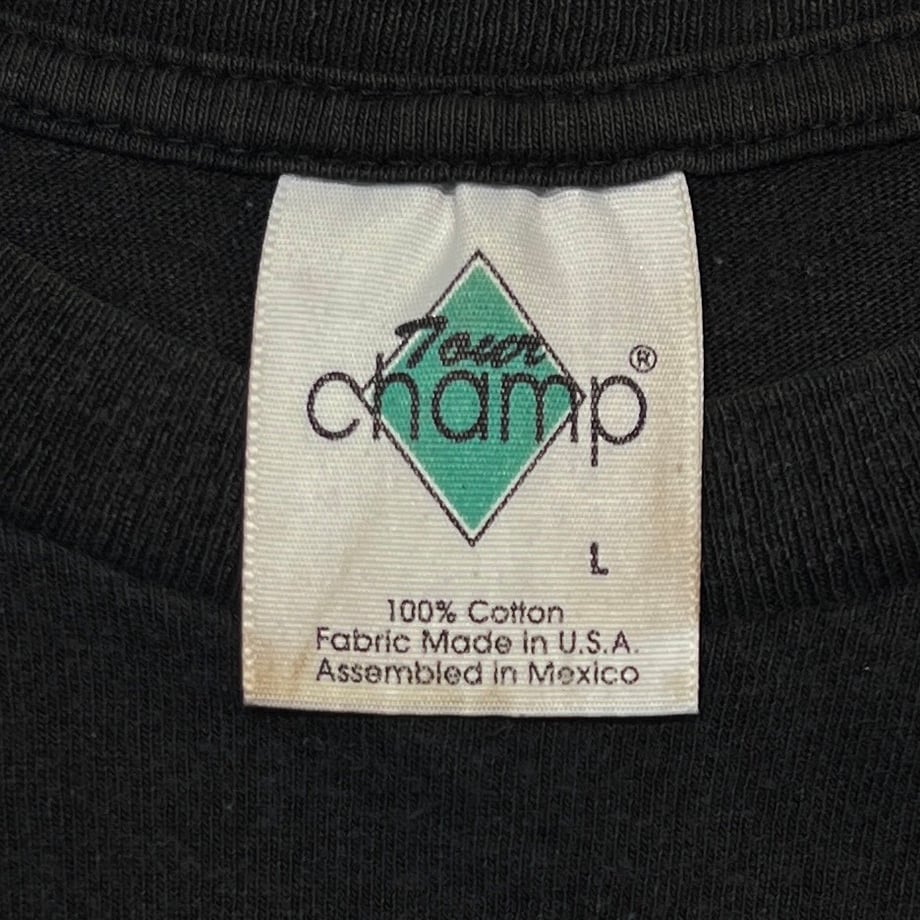 Tour
champ®
L
100% Cotton
Fabric Made in U.S.A.
Assembled in Mexico